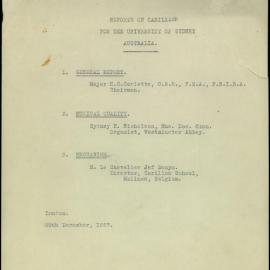 REPORTS OF CARILLON
FOR THE UNIVERSITY OF SYDNEY
AUSTRALIA.
1. GENERAL REPORT.
Major H.C.Corlette, O.B.E., F.S.A., F.R.I.B.A.
Chairman.
2. MUSICAL QUALITY.
Sydney H. Nicholson, Mus. Doc. Oxon.
Organist, Westminster Abbey.
3. MECHANISM.
M. Le Chevalier Jef Denyn.
Director, Carillon School,
Malines, Belgium.
London.
December, 1927.